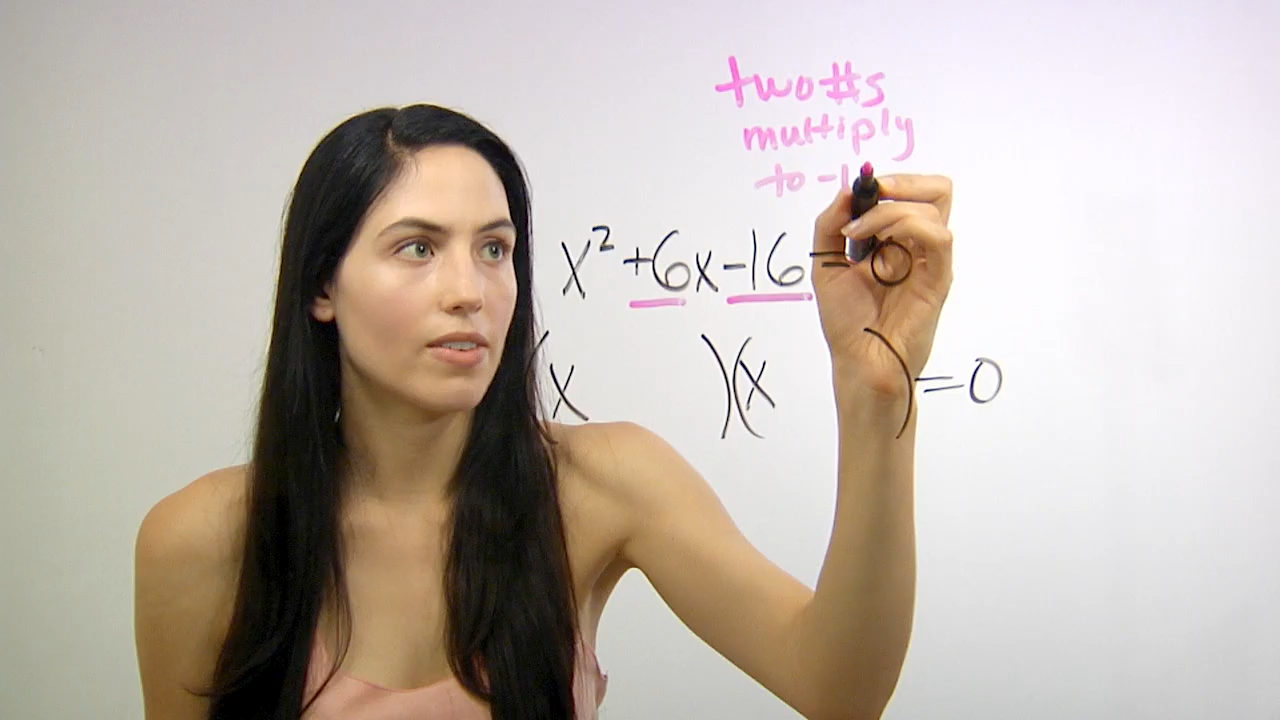 two #s
multiply
to -1
x² +6x -16 = 0
(x )(x ) = 0